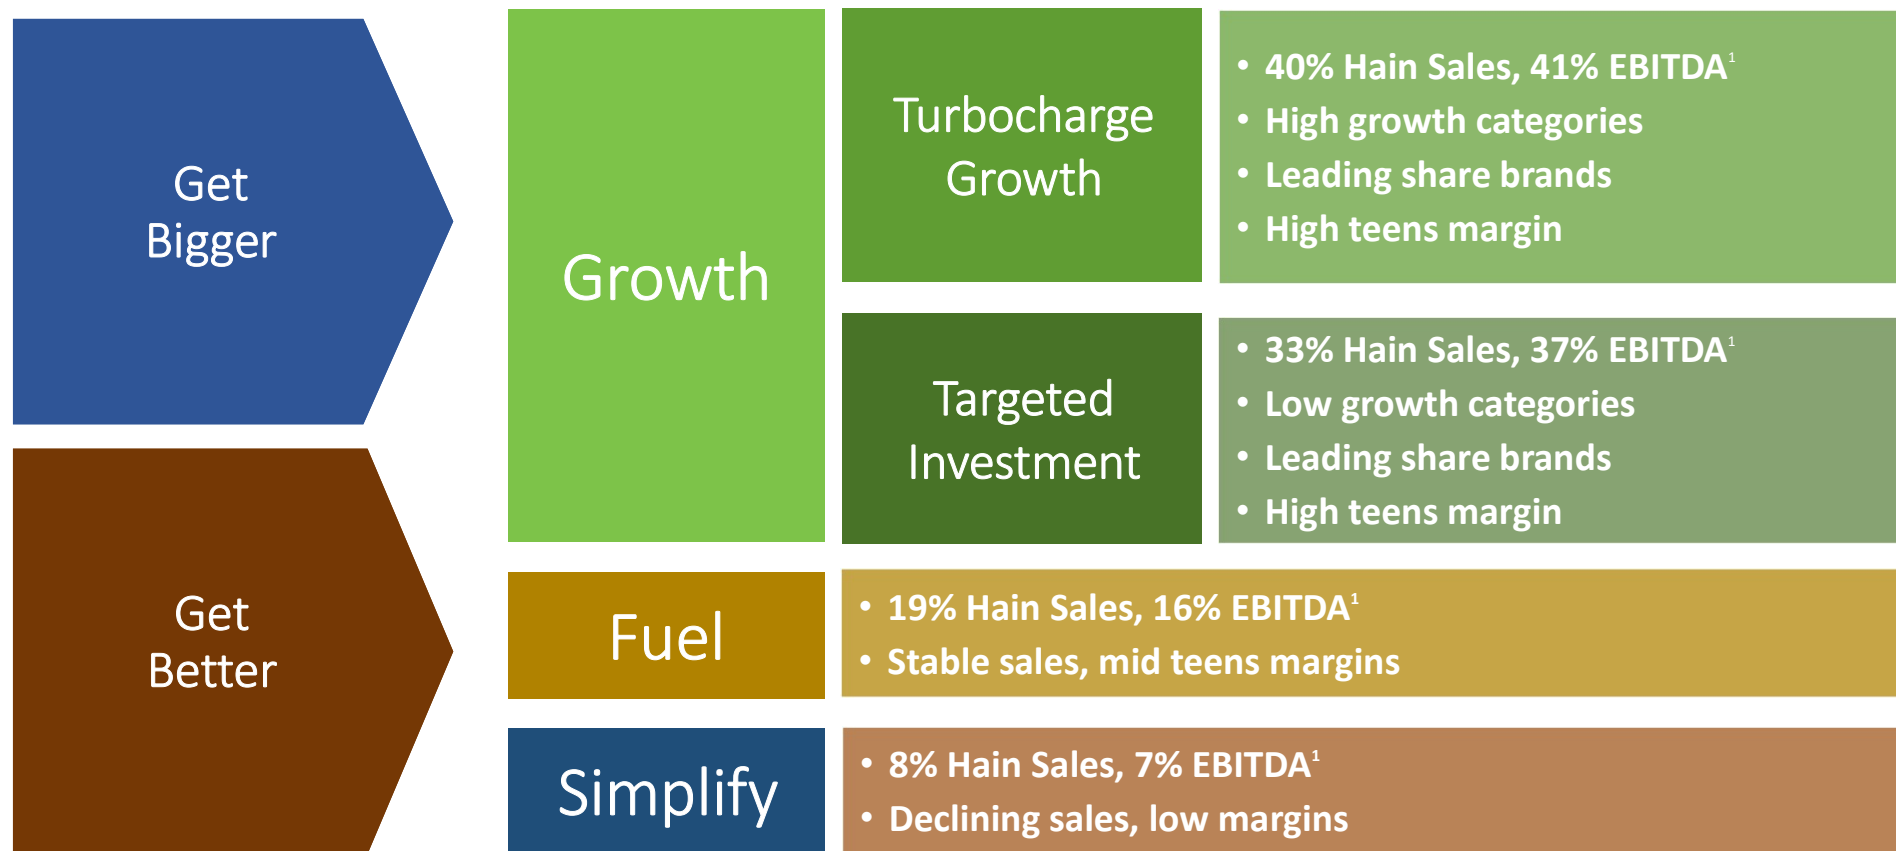 Get
Bigger
Get
Better
Growth
Turbocharge
Growth
• 40% Hain Sales, 41% EBITDA¹
• High growth categories
• Leading share brands
• High teens margin
Targeted
Investment
• 33% Hain Sales, 37% EBITDA¹
• Low growth categories
• Leading share brands
• High teens margin
Fuel
• 19% Hain Sales, 16% EBITDA¹
• Stable sales, mid teens margins
Simplify
• 8% Hain Sales, 7% EBITDA¹
• Declining sales, low margins